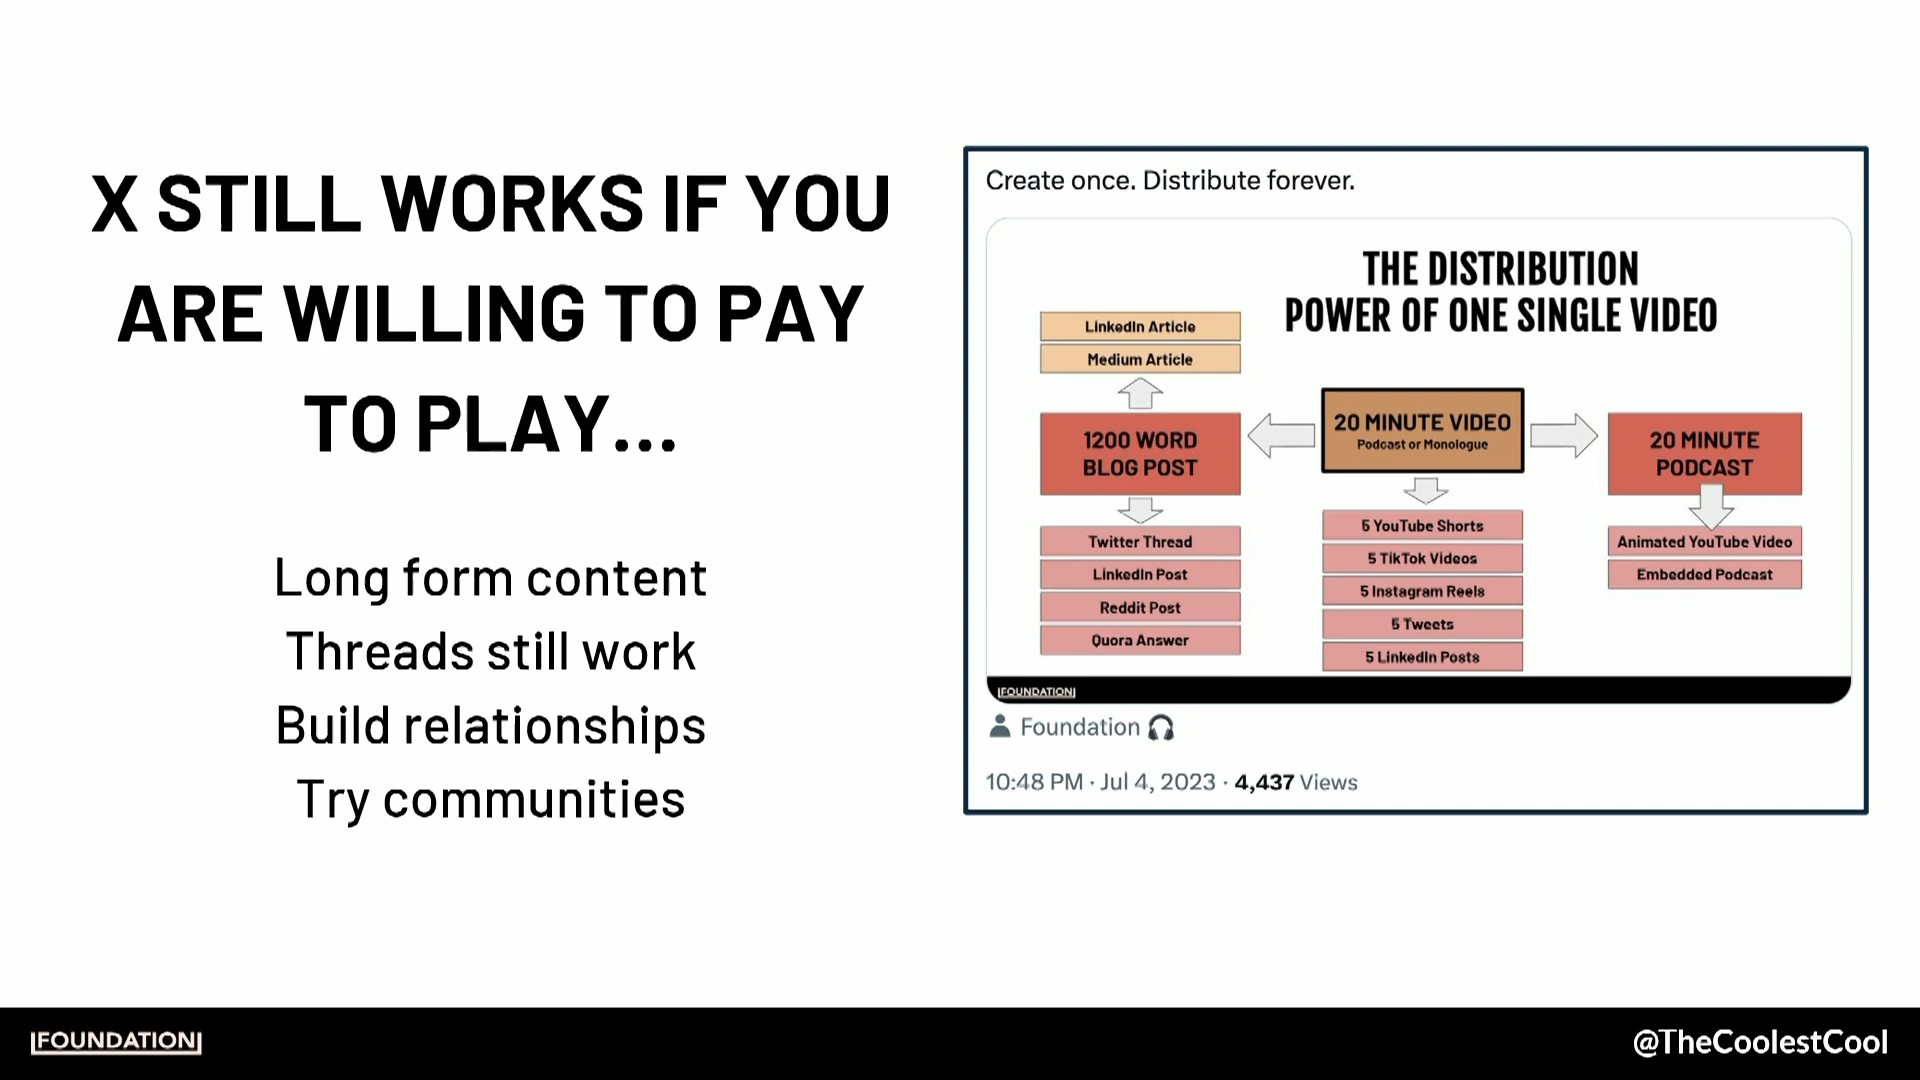 X STILL WORKS IF YOU
ARE WILLING TO PAY
TO PLAY...
Long form content
Threads still work
Build relationships
Try communities
Create once. Distribute forever.
THE DISTRIBUTION
POWER OF ONE SINGLE VIDEO
LinkedIn Article
Medium Article
1200 WORD
BLOG POST
Twitter Thread
LinkedIn Post
Reddit Post
Quora Answer
20 MINUTE VIDEO
Podcast or Monologue
5 YouTube Shorts
5 TikTok Videos
5 Instagram Reels
5 Tweets
5 LinkedIn Posts
20 MINUTE
PODCAST
Animated YouTube Video
Embedded Podcast
FOUNDATION
Foundation
10:48 PM · Jul 4, 2023 · 4,437 Views
FOUNDATION
@TheCoolestCool